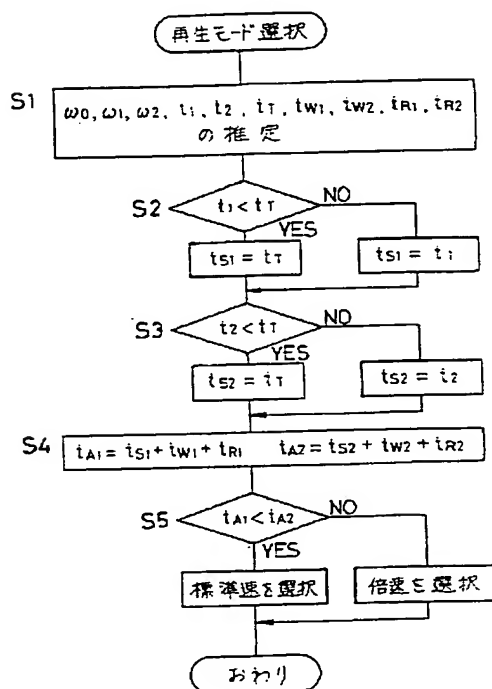 再生モード選択
S1
ω0, ω1, ω2, t1, t2, tT, tW1, tW2, tR1, tR2
の推定
S2
t1<tT
NO
YES
tS1=tT
tS1=t1
S3
t2<tT
NO
YES
tS2=tT
tS2=t2
S4
tA1=tS1+tW1+tR1 tA2=tS2+tW2+tR2
S5
tA1<tA2
NO
YES
標準速を選択
倍速を選択
おわり